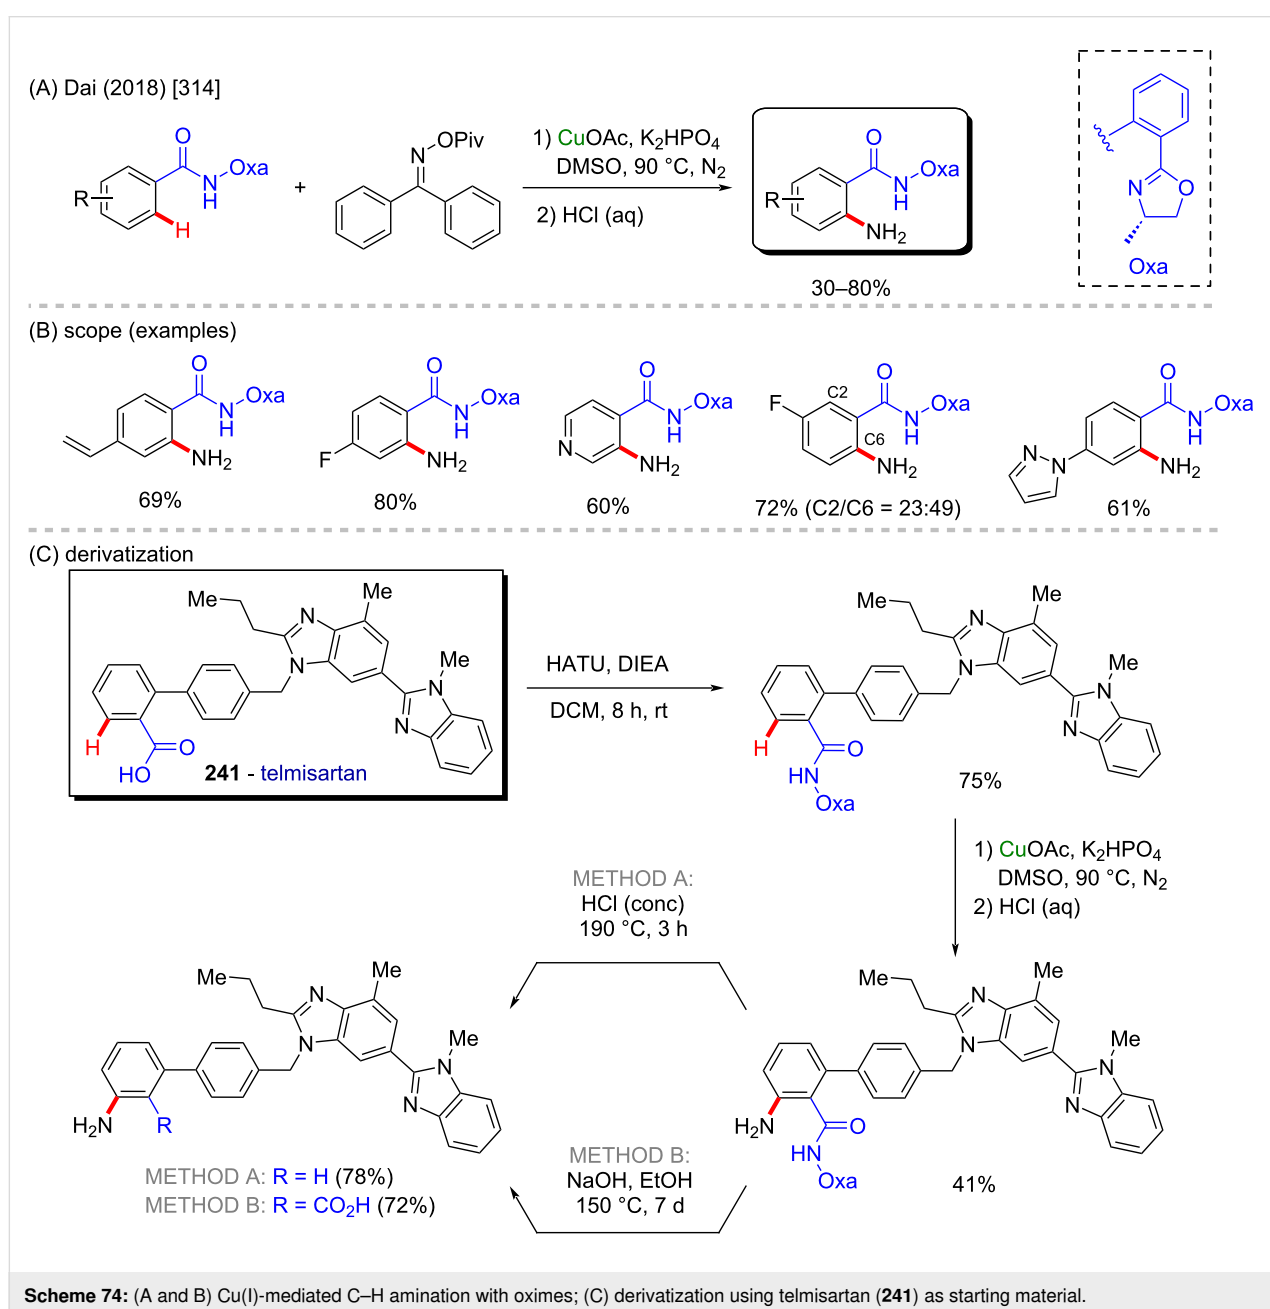 (A) Dai (2018) [314]
O
N
H
Oxa
R
H
+
N
OPiv
1) CuOAc, K₂HPO₄
DMSO, 90 °C, N₂
2) HCl (aq)
O
N
H
Oxa
R
NH₂
30–80%
N
O
Oxa
(B) scope (examples)
O
N
H
Oxa
NH₂
69%
O
N
H
Oxa
F
NH₂
80%
O
N
H
Oxa
N
NH₂
60%
F
C2
O
N
H
Oxa
C6
NH₂
72% (C2/C6 = 23:49)
O
N
H
Oxa
N
N
NH₂
61%
(C) derivatization
Me
N
Me
N
Me
N
N
H
O
HO
241 - telmisartan
HATU, DIEA
DCM, 8 h, rt
Me
N
Me
N
Me
N
N
H
O
HN
Oxa
75%
1) CuOAc, K₂HPO₄
DMSO, 90 °C, N₂
2) HCl (aq)
METHOD A:
HCl (conc)
190 °C, 3 h
Me
N
Me
N
Me
N
N
H₂N
R
METHOD A: R = H (78%)
METHOD B: R = CO₂H (72%)
METHOD B:
NaOH, EtOH
150 °C, 7 d
Me
N
Me
N
Me
N
N
H₂N
O
HN
Oxa
41%
Scheme 74: (A and B) Cu(I)-mediated C–H amination with oximes; (C) derivatization using telmisartan (241) as starting material.